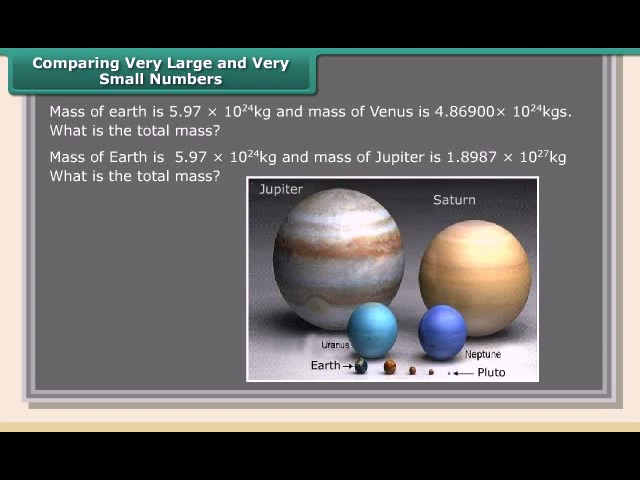 Comparing Very Large and Very
Small Numbers
Mass of earth is 5.97 × 10²⁴kg and mass of Venus is 4.86900× 10²⁴kgs.
What is the total mass?
Mass of Earth is 5.97 × 10²⁴kg and mass of Jupiter is 1.8987 × 10²⁷kg
What is the total mass?
Jupiter
Saturn
Uranus
Neptune
Earth
Pluto